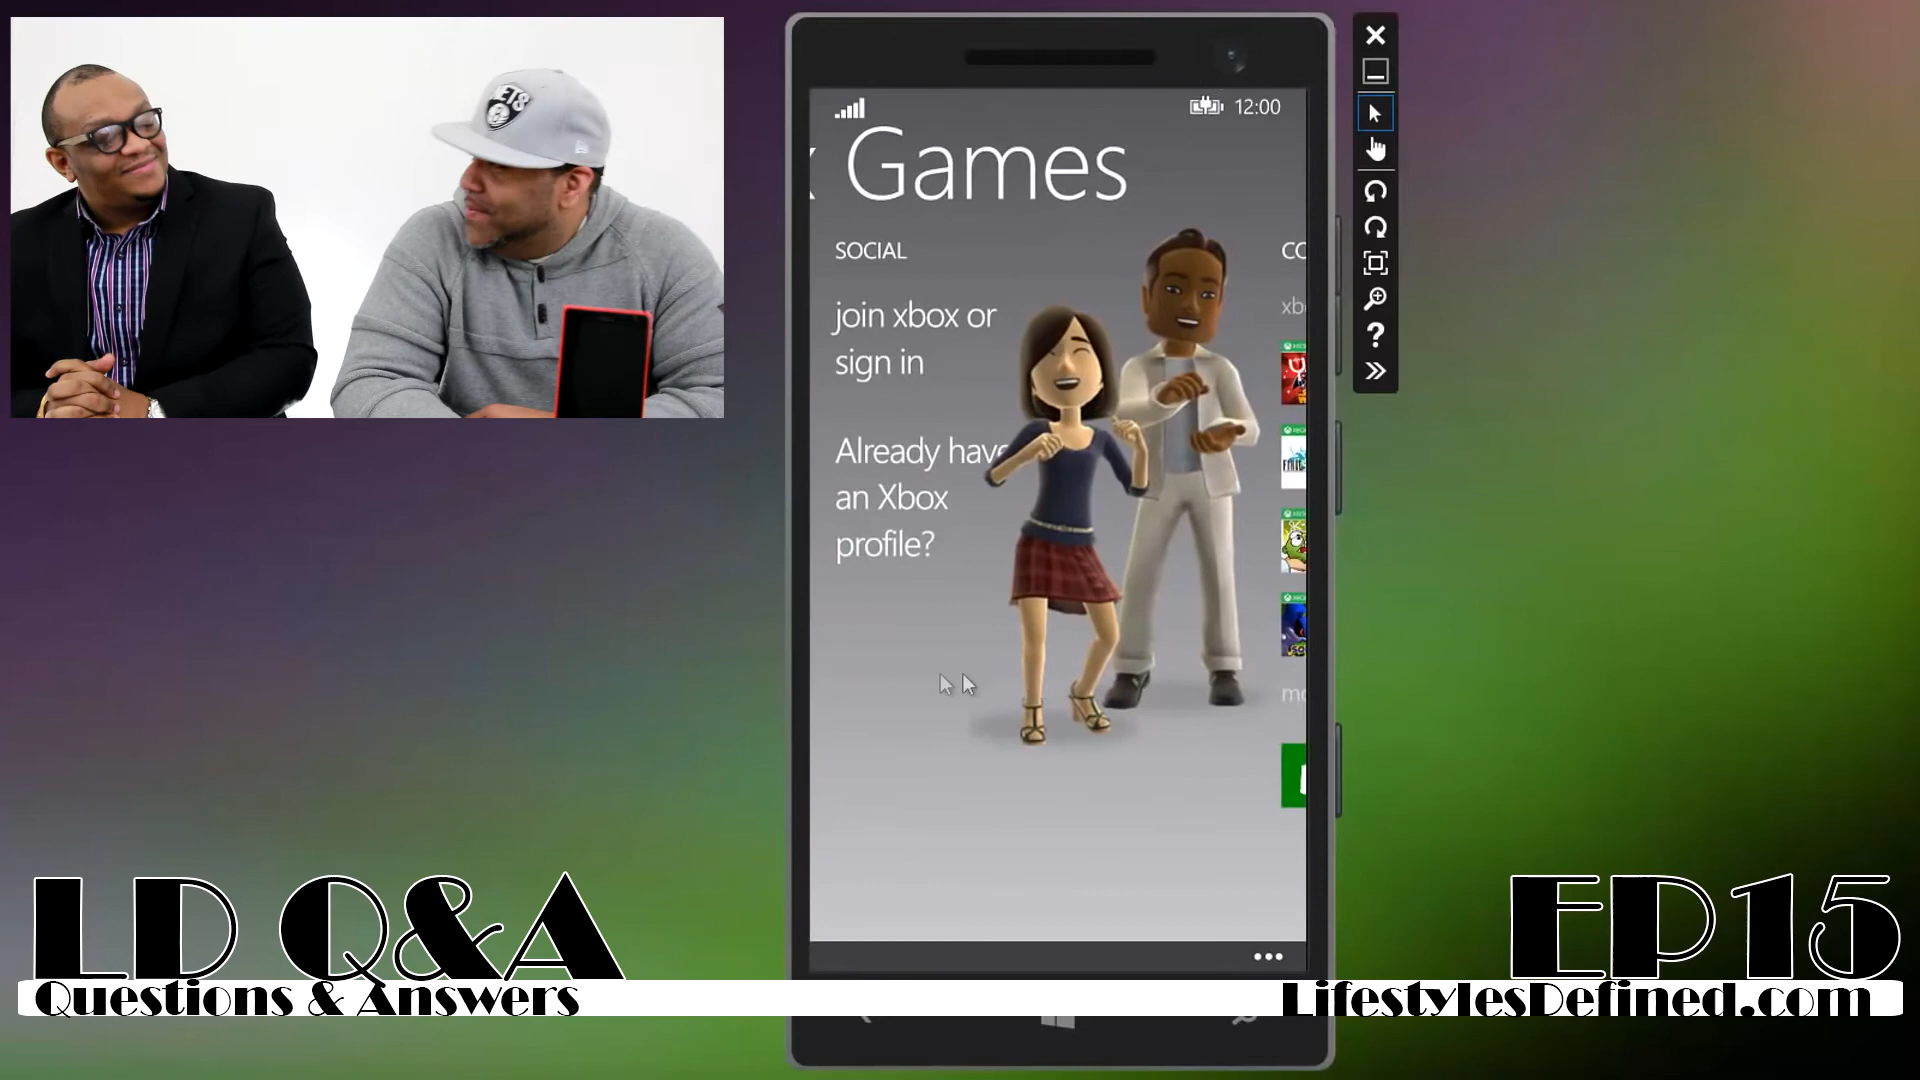 NETS
12:00
Games
SOCIAL
join xbox or
sign in
Already have
an Xbox
profile?
?
LD Q&A
EP15
Questions & Answers
LifestylesDefined.com